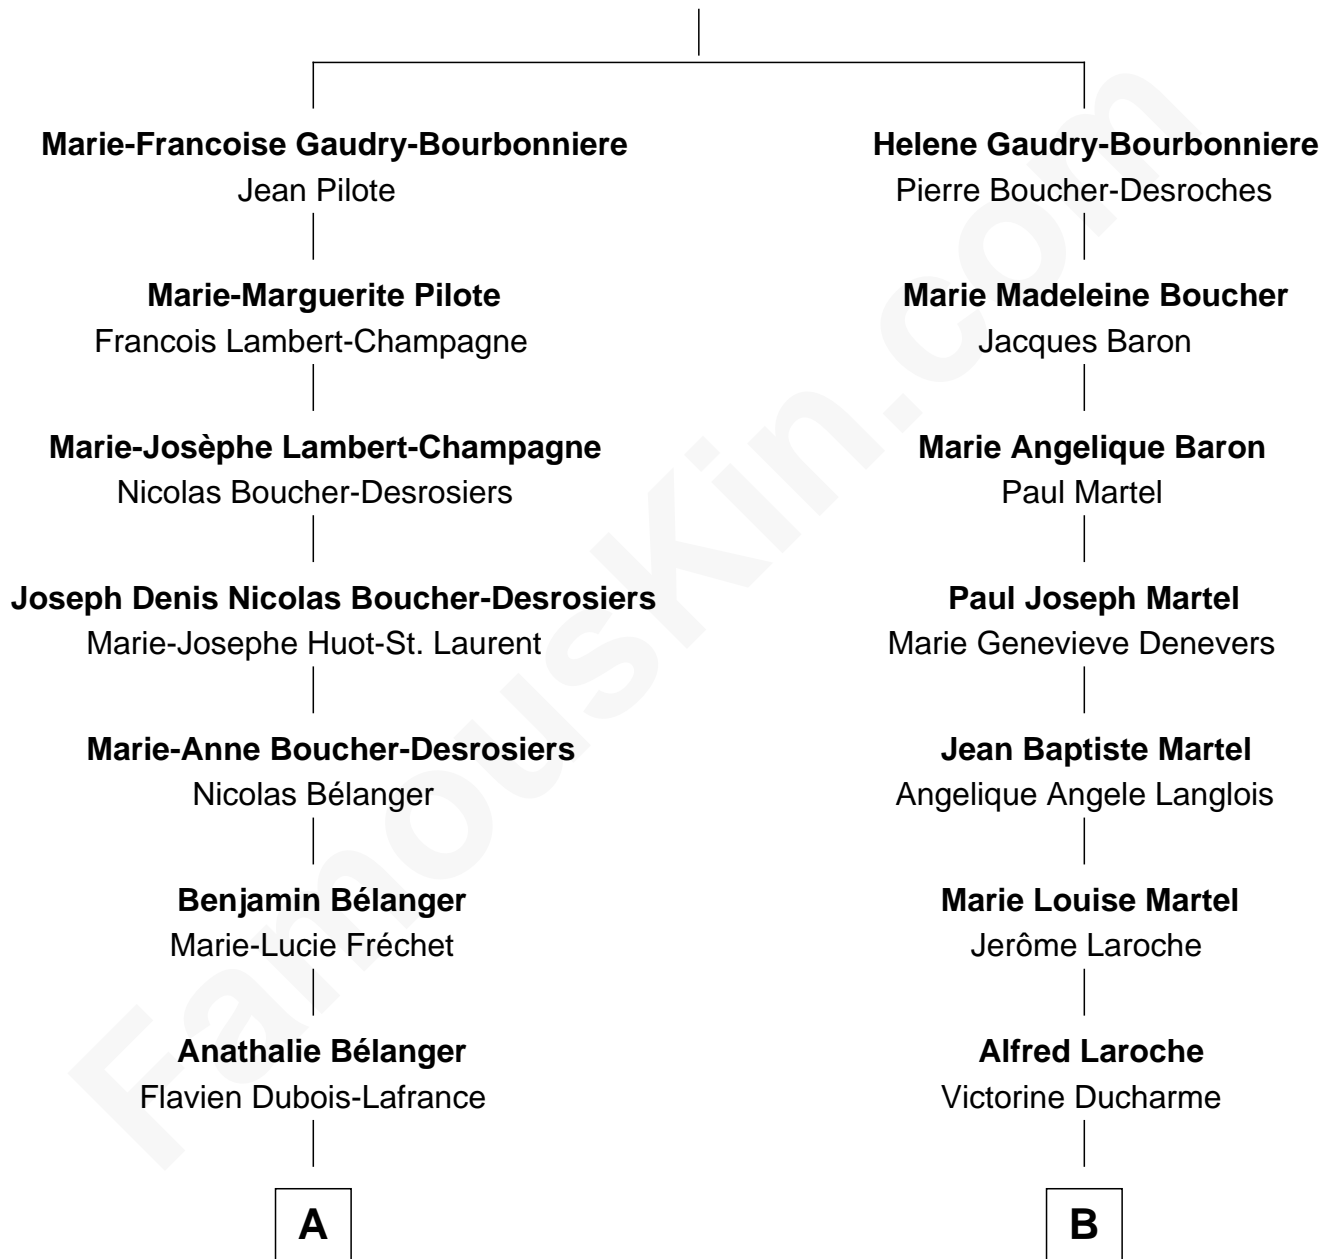 Marie-Francoise Gaudry-Bourbonniere
Jean Pilote
Marie-Marguerite Pilote
Francois Lambert-Champagne
Marie-Josèphe Lambert-Champagne
Nicolas Boucher-Desrosiers
Joseph Denis Nicolas Boucher-Desrosiers
Marie-Josephe Huot-St. Laurent
Marie-Anne Boucher-Desrosiers
Nicolas Bélanger
Benjamin Bélanger
Marie-Lucie Fréchet
Anathalie Bélanger
Flavien Dubois-Lafrance
A
Helene Gaudry-Bourbonniere
Pierre Boucher-Desroches
Marie Madeleine Boucher
Jacques Baron
Marie Angelique Baron
Paul Martel
Paul Joseph Martel
Marie Genevieve Denevers
Jean Baptiste Martel
Angelique Angele Langlois
Marie Louise Martel
Jerôme Laroche
Alfred Laroche
Victorine Ducharme
B
FamousKin.com